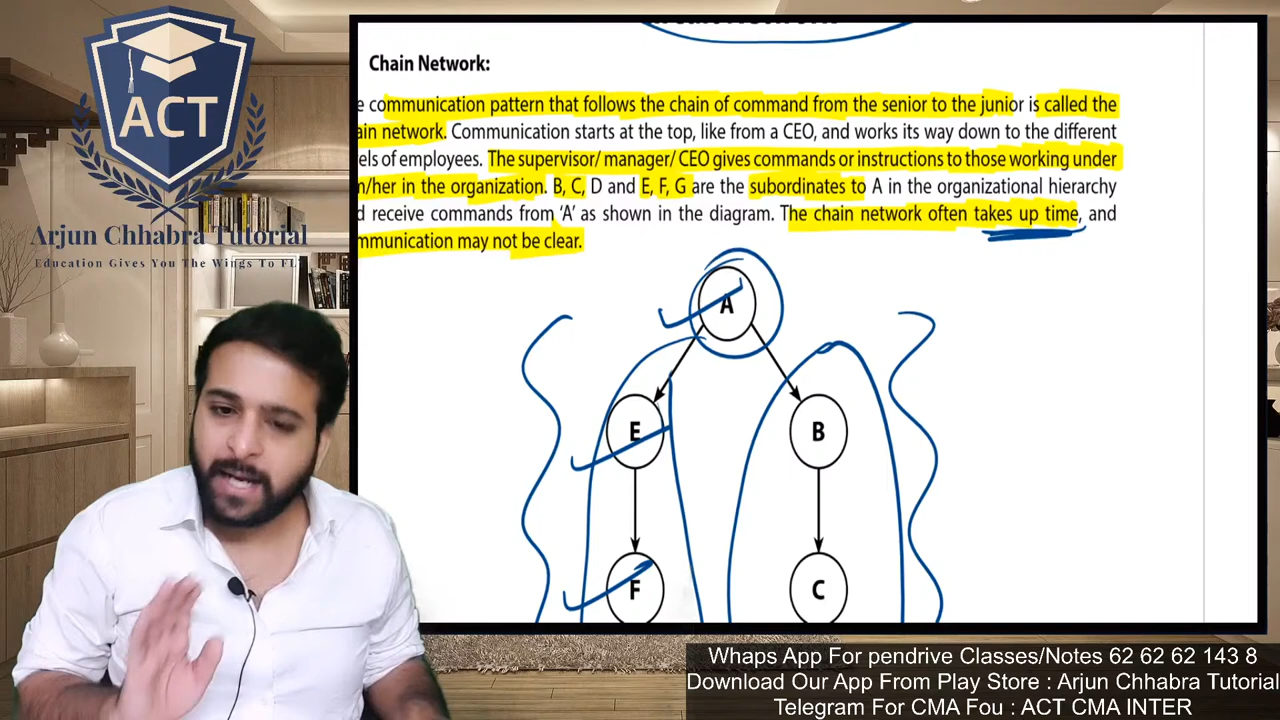 ACT
Arjun Chhabra Tutorial
Education Gives You The Wings To Fl
Chain Network:
communication pattern that follows the chain of command from the senior to the junior is called the
network. Communication starts at the top, like from a CEO, and works its way down to the different
of employees. The supervisor/ manager/ CEO gives commands or instructions to those working under
/her in the organization. B, C, D and E, F, G are the subordinates to A in the organizational hierarchy
receive commands from ‘A’ as shown in the diagram. The chain network often takes up time, and
may not be clear.
A
E B
F C
Whaps App For pendrive Classes/Notes 62 62 62 143 8
Download Our App From Play Store : Arjun Chhabra Tutorial
Telegram For CMA Fou : ACT CMA INTER